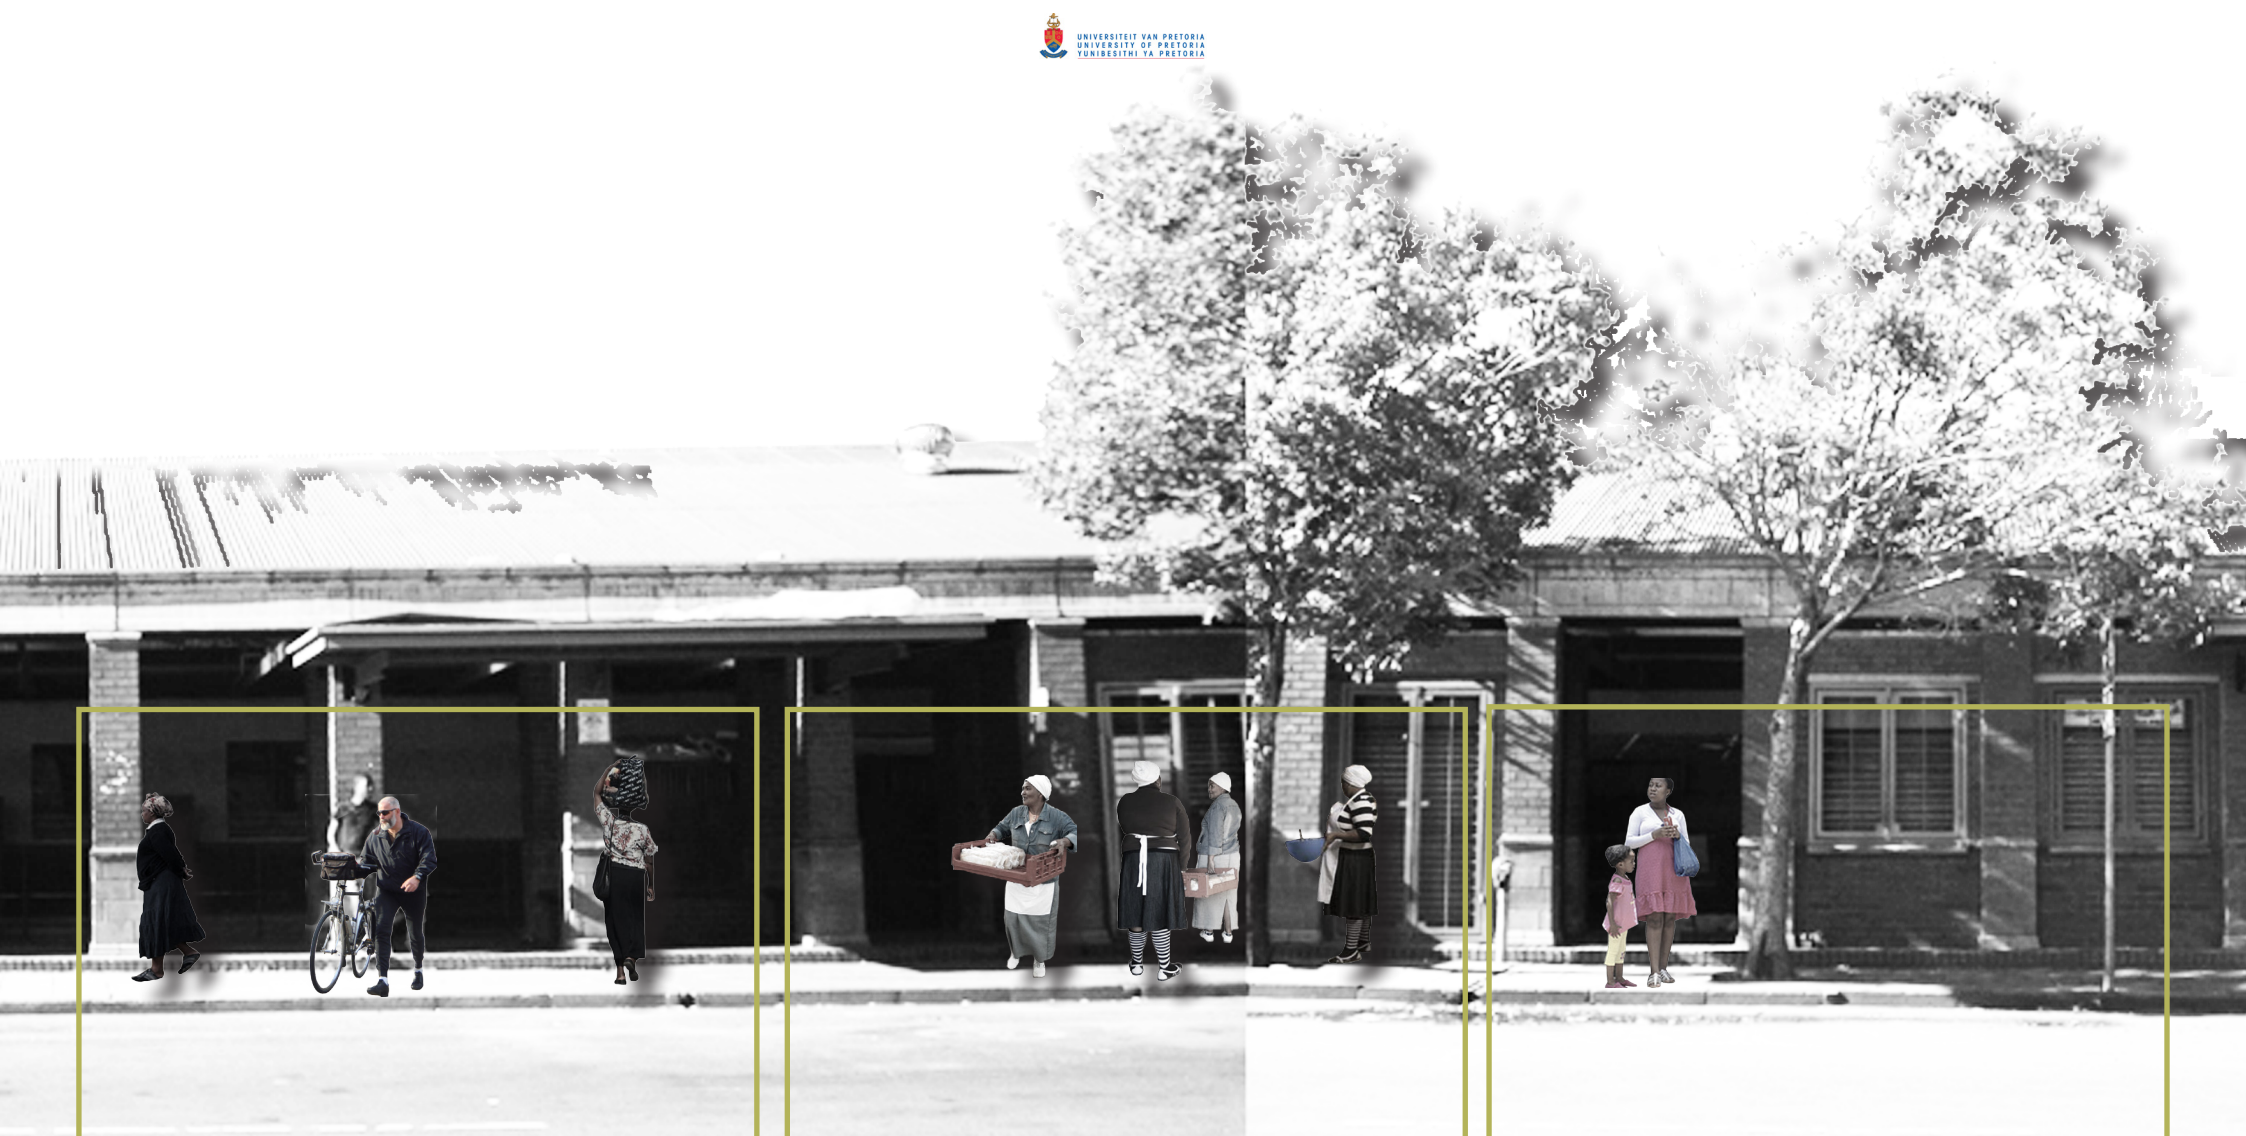 UNIVERSITEIT VAN PRETORIA
UNIVERSITY OF PRETORIA
YUNIBESITHI YA PRETORIA